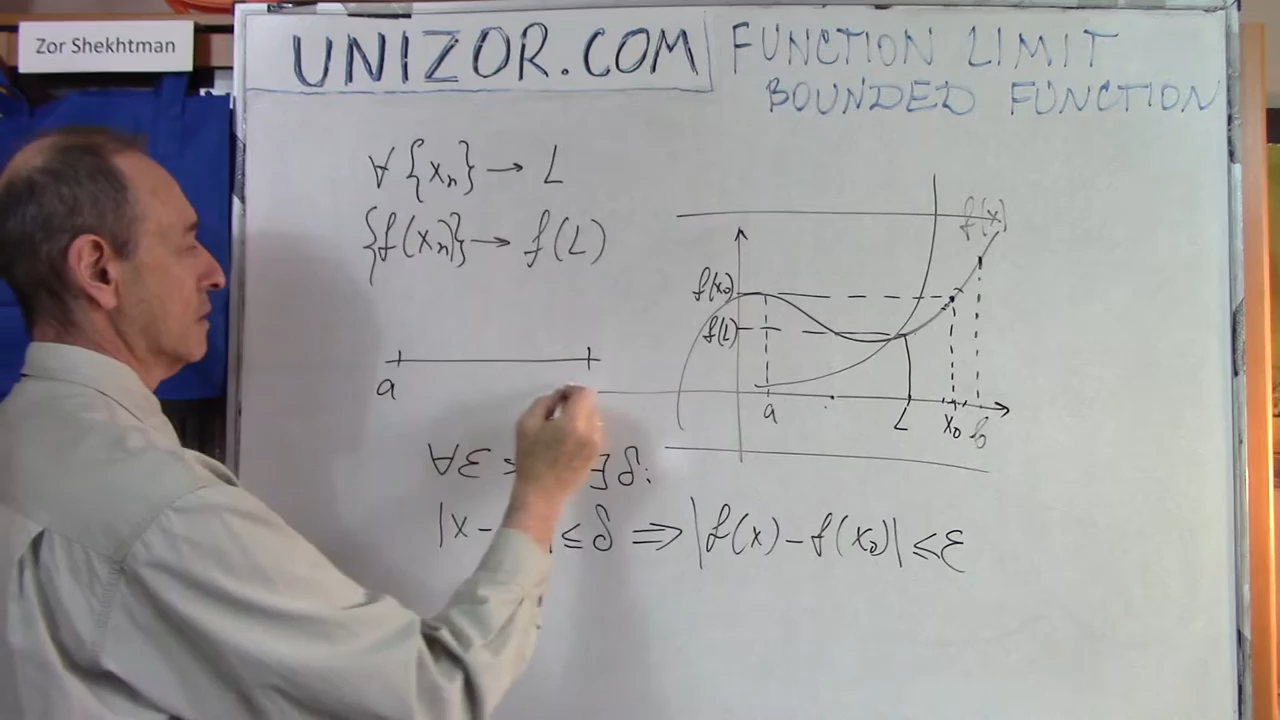 Zor Shekhtman
UNIZOR.COM
FUNCTION LIMIT
BOUNDED FUNCTION
∀ {xₙ} → L
{f(xₙ)} → f(L)
f(x)
f(x₀)
f(L)
a
L
x₀
b
a
∀ε
∃δ:
|x-
|≤δ ⟹ |f(x)-f(x₀)| ≤ε